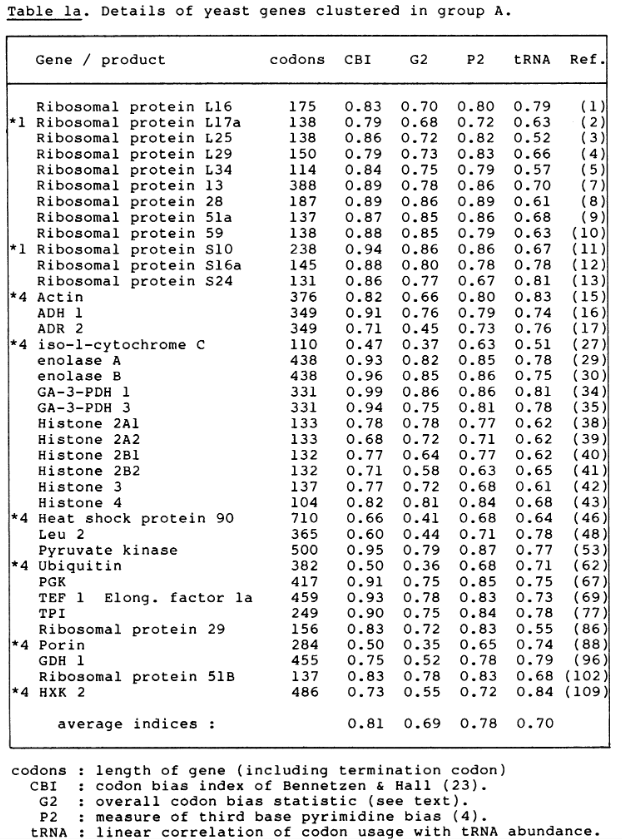 Table 1a. Details of yeast genes clustered in group A.
Gene / product codons CBI G2 P2 tRNA Ref.
Ribosomal protein L16 175 0.83 0.70 0.80 0.79 (1)
*1 Ribosomal protein L17a 138 0.79 0.68 0.72 0.63 (2)
Ribosomal protein L25 138 0.86 0.72 0.82 0.52 (3)
Ribosomal protein L29 150 0.79 0.73 0.83 0.66 (4)
Ribosomal protein L34 114 0.84 0.75 0.79 0.57 (5)
Ribosomal protein 13 388 0.89 0.78 0.86 0.70 (7)
Ribosomal protein 28 187 0.89 0.86 0.89 0.61 (8)
Ribosomal protein 51a 137 0.87 0.85 0.86 0.68 (9)
Ribosomal protein 59 138 0.88 0.85 0.79 0.63 (10)
*1 Ribosomal protein S10 238 0.94 0.86 0.86 0.67 (11)
Ribosomal protein S16a 145 0.88 0.80 0.78 0.78 (12)
Ribosomal protein S24 131 0.86 0.77 0.67 0.81 (13)
*4 Actin 376 0.82 0.66 0.80 0.83 (15)
ADH 1 349 0.91 0.76 0.79 0.74 (16)
ADR 2 349 0.71 0.45 0.73 0.76 (17)
*4 iso-1-cytochrome C 110 0.47 0.37 0.63 0.51 (27)
enolase A 438 0.93 0.82 0.85 0.78 (29)
enolase B 438 0.96 0.85 0.86 0.75 (30)
GA-3-PDH 1 331 0.99 0.86 0.86 0.81 (34)
GA-3-PDH 3 331 0.94 0.75 0.81 0.78 (35)
Histone 2A1 133 0.78 0.78 0.77 0.62 (38)
Histone 2A2 133 0.68 0.72 0.71 0.62 (39)
Histone 2B1 132 0.77 0.64 0.77 0.62 (40)
Histone 2B2 132 0.71 0.58 0.63 0.65 (41)
Histone 3 137 0.77 0.72 0.68 0.61 (42)
Histone 4 104 0.82 0.81 0.84 0.68 (43)
*4 Heat shock protein 90 710 0.66 0.41 0.68 0.64 (46)
Leu 2 365 0.60 0.44 0.71 0.78 (48)
Pyruvate kinase 500 0.95 0.79 0.87 0.77 (53)
*4 Ubiquitin 382 0.50 0.36 0.68 0.71 (62)
PGK 417 0.91 0.75 0.85 0.75 (67)
TEF 1 Elong. factor 1a 459 0.93 0.78 0.83 0.73 (69)
TPI 249 0.90 0.75 0.84 0.78 (77)
Ribosomal protein 29 156 0.83 0.72 0.83 0.55 (86)
*4 Porin 284 0.50 0.35 0.65 0.74 (88)
GDH 1 455 0.75 0.52 0.78 0.79 (96)
Ribosomal protein 51B 137 0.83 0.78 0.83 0.68 (102)
*4 HXK 2 486 0.73 0.55 0.72 0.84 (109)
average indices : 0.81 0.69 0.78 0.70
codons : length of gene (including termination codon)
CBI : codon bias index of Bennetzen & Hall (23).
G2 : overall codon bias statistic (see text).
P2 : measure of third base pyrimidine bias (4).
tRNA : linear correlation of codon usage with tRNA abundance.